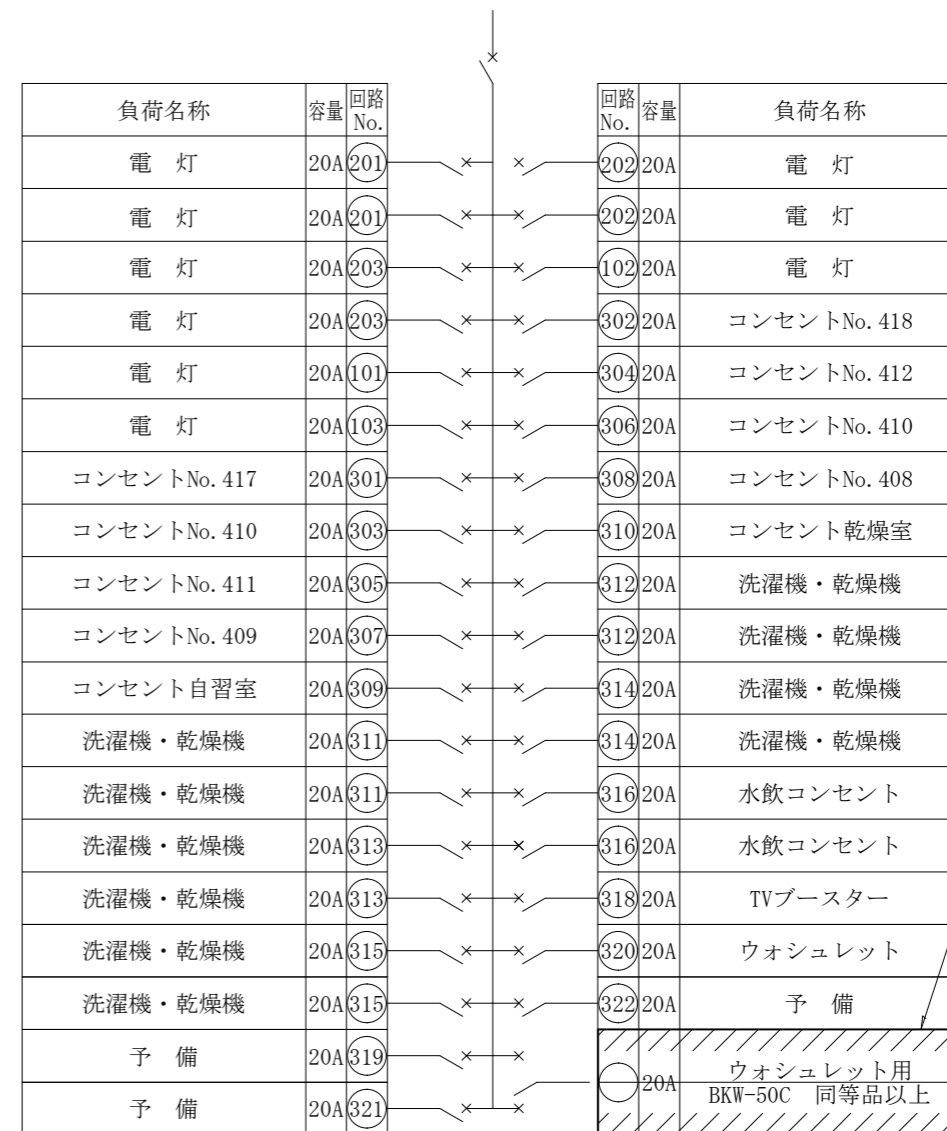 負荷名称 容量 回路No. 回路No. 容量 負荷名称
電 灯 20A 201 202 20A 電 灯
電 灯 20A 201 202 20A 電 灯
電 灯 20A 203 102 20A 電 灯
電 灯 20A 203 302 20A コンセントNo.418
電 灯 20A 101 304 20A コンセントNo.412
電 灯 20A 103 306 20A コンセントNo.410
コンセントNo.417 20A 301 308 20A コンセントNo.408
コンセントNo.410 20A 303 310 20A コンセント乾燥室
コンセントNo.411 20A 305 312 20A 洗濯機・乾燥機
コンセントNo.409 20A 307 312 20A 洗濯機・乾燥機
コンセント自習室 20A 309 314 20A 洗濯機・乾燥機
洗濯機・乾燥機 20A 311 314 20A 洗濯機・乾燥機
洗濯機・乾燥機 20A 311 316 20A 水飲コンセント
洗濯機・乾燥機 20A 313 316 20A 水飲コンセント
洗濯機・乾燥機 20A 313 318 20A TVブースター
洗濯機・乾燥機 20A 315 320 20A ウォシュレット
洗濯機・乾燥機 20A 315 322 20A 予 備
予 備 20A 319 20A ウォシュレット用
BKW-50C 同等品以上
予 備 20A 321